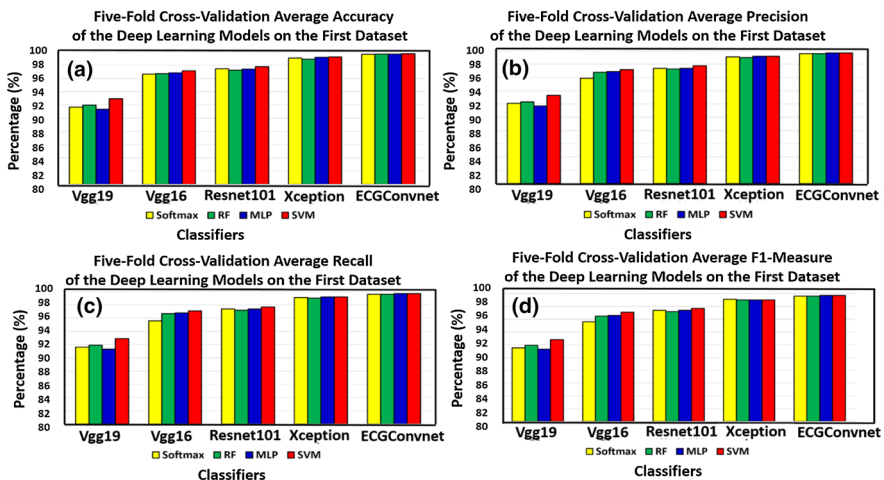 Five-Fold Cross-Validation Average Accuracy
of the Deep Learning Models on the First Dataset
(a)
Percentage (%)
100
98
96
94
92
90
88
86
84
82
80
Vgg19 Vgg16 Resnet101 Xception ECGConvnet
Softmax RF MLP SVM
Classifiers
Five-Fold Cross-Validation Average Precision
of the Deep Learning Models on the First Dataset
(b)
Percentage (%)
100
98
96
94
92
90
88
86
84
82
80
Vgg19 Vgg16 Resnet101 Xception ECGConvnet
Softmax RF MLP SVM
Classifiers
Five-Fold Cross-Validation Average Recall
of the Deep Learning Models on the First Dataset
(c)
Percentage (%)
100
98
96
94
92
90
88
86
84
82
80
Vgg19 Vgg16 Resnet101 Xception ECGConvnet
Softmax RF MLP SVM
Classifiers
Five-Fold Cross-Validation Average F1-Measure
of the Deep Learning Models on the First Dataset
(d)
Percentage (%)
100
98
96
94
92
90
88
86
84
82
80
Vgg19 Vgg16 Resnet101 Xception ECGConvnet
Softmax RF MLP SVM
Classifiers